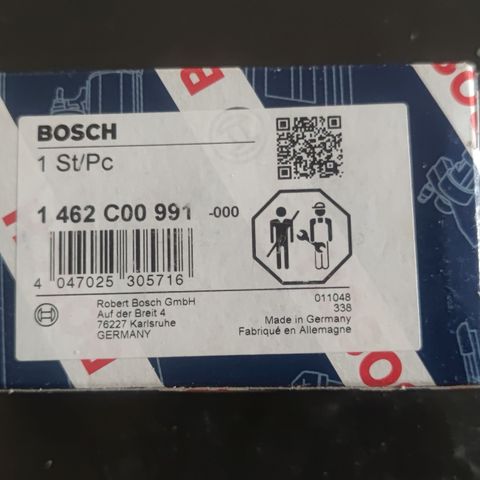 BOSCH
1 St/Pc
1 462 C00 991 -000
4 047025 305716
Robert Bosch GmbH
Auf der Breit 4
76227 Karlsruhe
GERMANY
011048
338
Made in Germany
Fabriqué en Allemagne